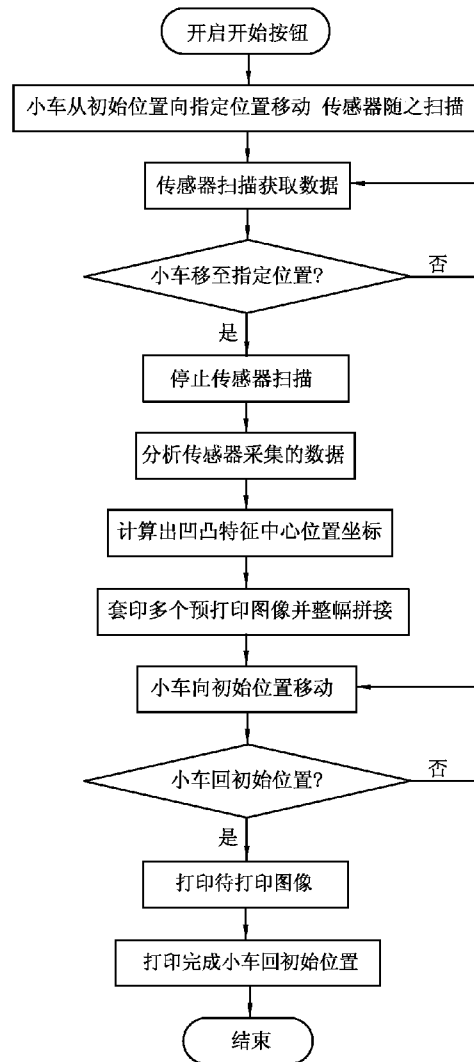 开启开始按钮
小车从初始位置向指定位置移动 传感器随之扫描
传感器扫描获取数据
小车移至指定位置?
否
是
停止传感器扫描
分析传感器采集的数据
计算出凹凸特征中心位置坐标
套印多个预打印图像并整幅拼接
小车向初始位置移动
小车回初始位置?
否
是
打印待打印图像
打印完成小车回初始位置
结束